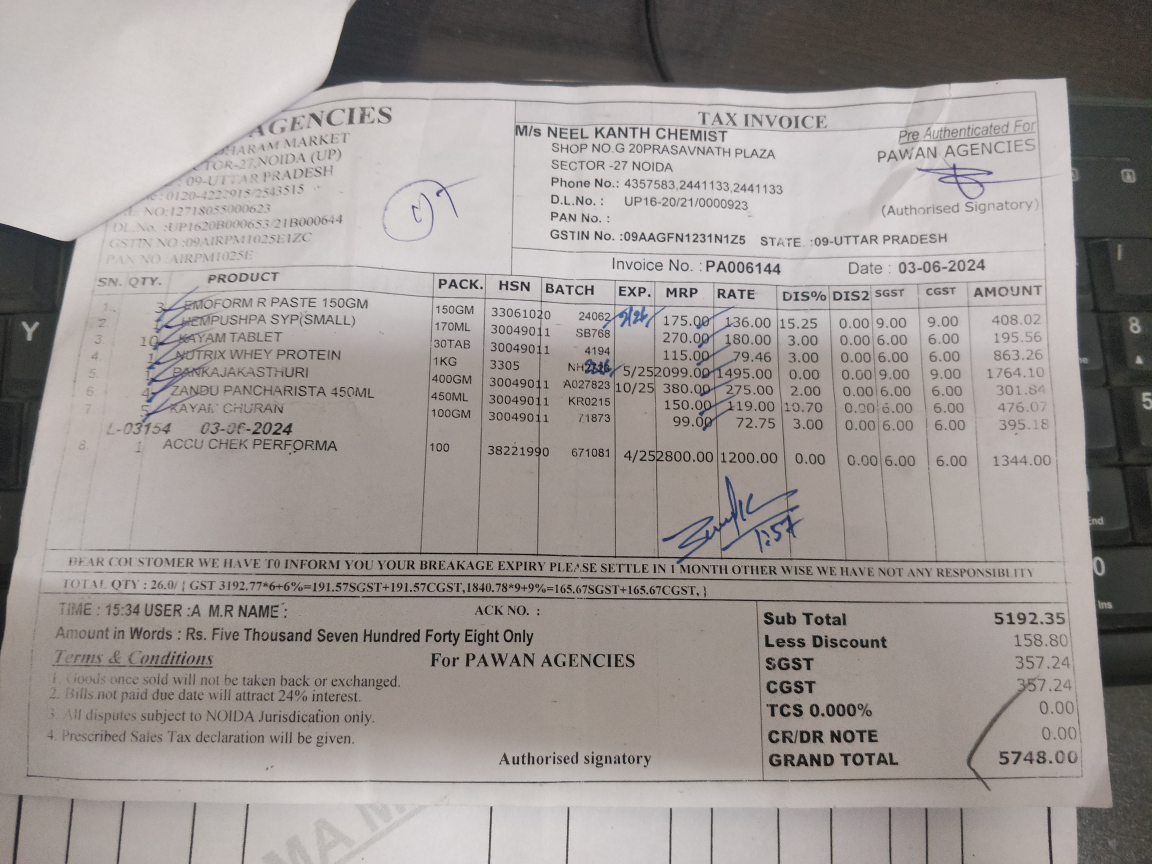 AGENCIES
HARAM MARKET
TOR-27,NOIDA (UP)
: 09-UTTAR PRADESH
: 0120-4222915/2543515
E NO:12718055000623
DL.No. :UP1620B000653/21B000644
GSTIN NO :09AIRPM1025E1ZC
PAN NO. AIRPM1025E
TAX INVOICE
M/s NEEL KANTH CHEMIST
SHOP NO.G 20PRASAVNATH PLAZA
SECTOR -27 NOIDA
Phone No.: 4357583,2441133,2441133
D.L.No. : UP16-20/21/0000923
PAN No. :
GSTIN No. :09AAGFN1231N1Z5 STATE. :09-UTTAR PRADESH
Pre Authenticated For
PAWAN AGENCIES
(Authorised Signatory)
Invoice No. : PA006144 Date : 03-06-2024
SN. QTY. PRODUCT PACK. HSN BATCH EXP. MRP RATE DIS% DIS2 SGST CGST AMOUNT
1. 3 EMOFORM R PASTE 150GM 150GM 33061020 24062 175.00 136.00 15.25 0.00 9.00 9.00 408.02
2. HEMPUSHPA SYP(SMALL) 170ML 30049011 SB768 270.00 180.00 3.00 0.00 6.00 6.00 195.56
3. 10 KAYAM TABLET 30TAB 30049011 4194 115.00 79.46 3.00 0.00 6.00 6.00 863.26
4. 1 NUTRIX WHEY PROTEIN 1KG 3305 5/25 2099.00 1495.00 0.00 0.00 9.00 9.00 1764.10
5. 1 PANKAJAKASTHURI 400GM 30049011 A027823 10/25 380.00 275.00 2.00 0.00 6.00 6.00 301.84
6. 4 ZANDU PANCHARISTA 450ML 450ML 30049011 KR0215 150.00 119.00 10.70 0.00 6.00 6.00 476.07
7 5 KAYAM CHURAN 100GM 30049011 71873 99.00 72.75 3.00 0.00 6.00 6.00 395.18
L-03154 03-06-2024
8. 1 ACCU CHEK PERFORMA 100 38221990 671081 4/25 2800.00 1200.00 0.00 0.00 6.00 6.00 1344.00
1:57
DEAR COUSTOMER WE HAVE T0 INFORM YOU YOUR BREAKAGE EXPIRY PLEASE SETTLE IN 1 MONTH OTHER WISE WE HAVE NOT ANY RESPONSIBLITY
TOTAL QTY : 26.0/ { GST 3192.77*6+6%=191.57SGST+191.57CGST,1840.78*9+9%=165.67SGST+165.67CGST, }
TIME : 15:34 USER :A M.R NAME : ACK NO. :
Amount in Words : Rs. Five Thousand Seven Hundred Forty Eight Only
Terms & Conditions For PAWAN AGENCIES
1. Goods once sold will not be taken back or exchanged.
2. Bills not paid due date will attract 24% interest.
3. All disputes subject to NOIDA Jurisdication only.
4. Prescribed Sales Tax declaration will be given.
Authorised signatory
Sub Total 5192.35
Less Discount 158.80
SGST 357.24
CGST 357.24
TCS 0.000% 0.00
CR/DR NOTE 0.00
GRAND TOTAL 5748.00
Y
8
5
0
End
Ins